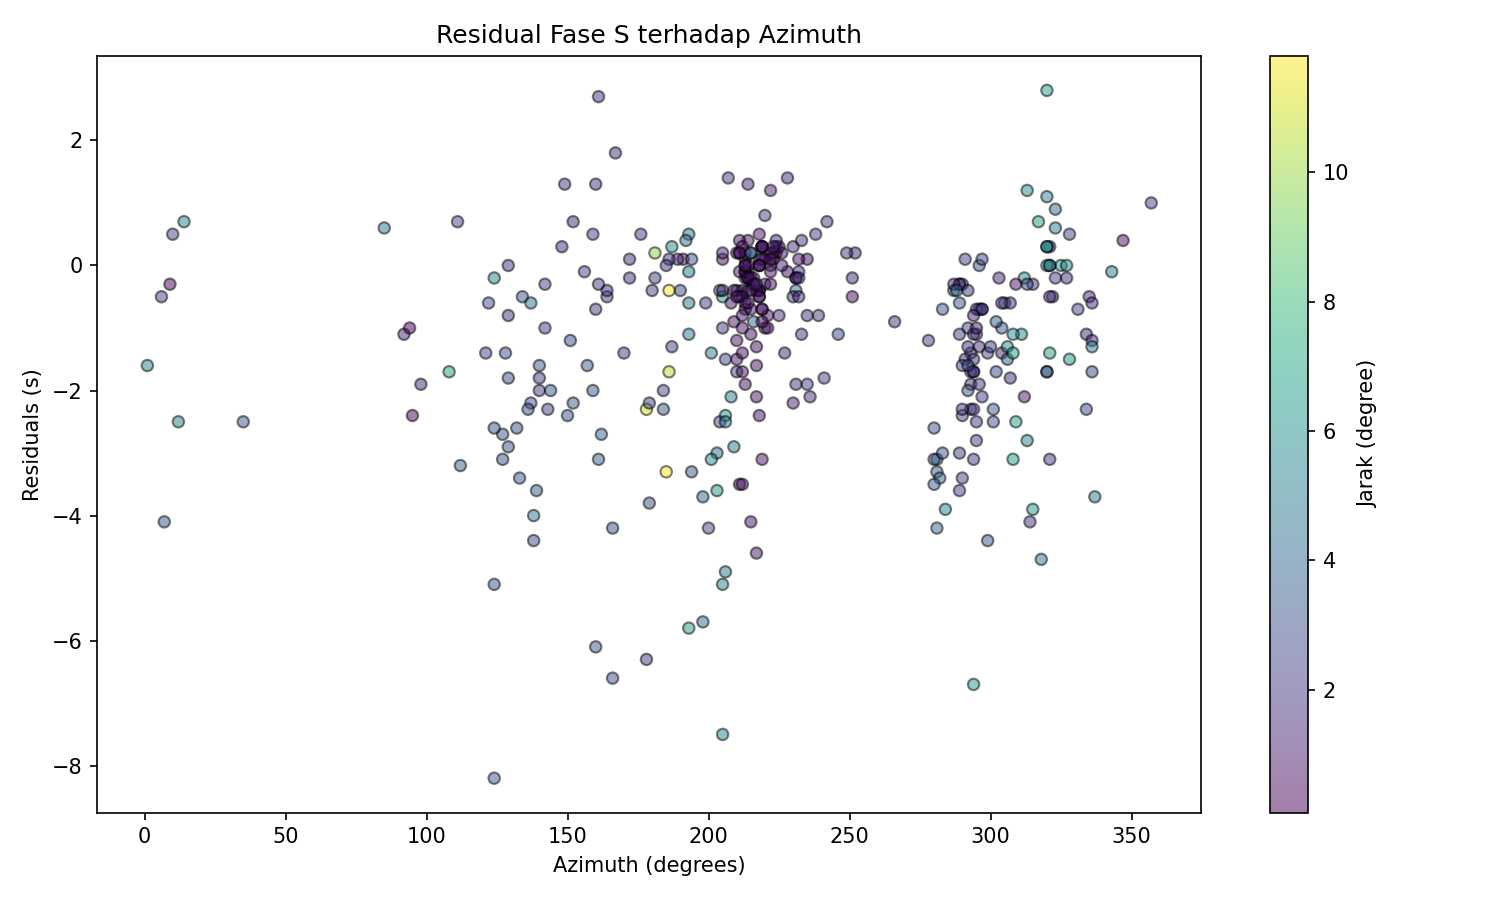 Residual Fase S terhadap Azimuth
Residuals (s)
2
0
−2
−4
−6
−8
0 50 100 150 200 250 300 350
Azimuth (degrees)
10
8
6
4
2
Jarak (degree)